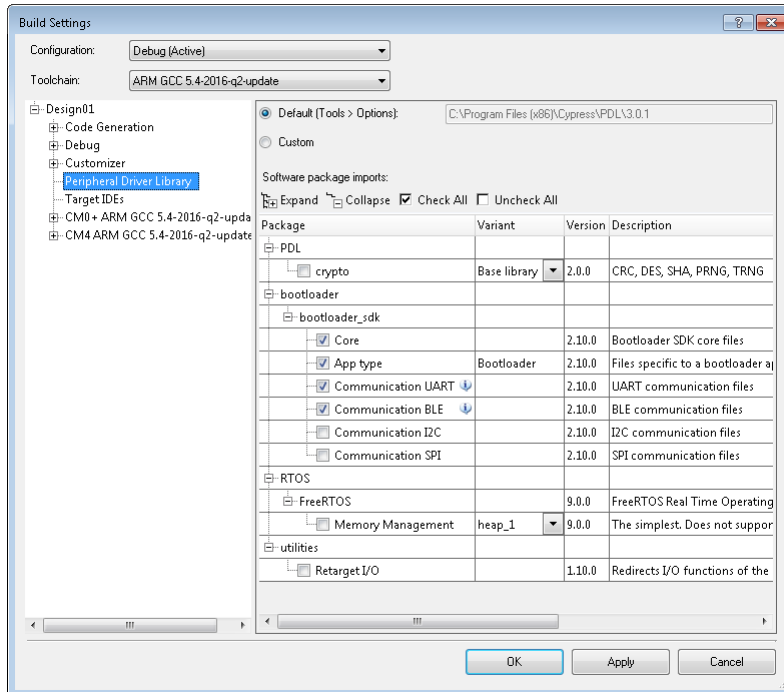 Build Settings
Configuration: Debug (Active)
Toolchain: ARM GCC 5.4-2016-q2-update
Design01
Code Generation
Debug
Customizer
Peripheral Driver Library
Target IDEs
CM0+ ARM GCC 5.4-2016-q2-upda
CM4 ARM GCC 5.4-2016-q2-update
Default (Tools > Options): C:\Program Files (x86)\Cypress\PDL\3.0.1
Custom
Software package imports:
Expand Collapse Check All Uncheck All
Package Variant Version Description
PDL
crypto Base library 2.0.0 CRC, DES, SHA, PRNG, TRNG
bootloader
bootloader_sdk
Core 2.10.0 Bootloader SDK core files
App type Bootloader 2.10.0 Files specific to a bootloader a
Communication UART 2.10.0 UART communication files
Communication BLE 2.10.0 BLE communication files
Communication I2C 2.10.0 I2C communication files
Communication SPI 2.10.0 SPI communication files
RTOS
FreeRTOS 9.0.0 FreeRTOS Real Time Operating
Memory Management heap_1 9.0.0 The simplest. Does not suppor
utilities
Retarget I/O 1.10.0 Redirects I/O functions of the
OK Apply Cancel